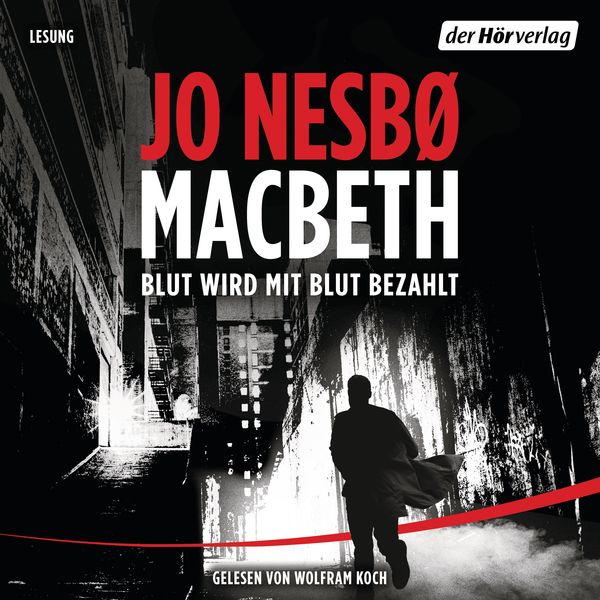 LESUNG
der Hörverlag
JO NESBØ
MACBETH
BLUT WIRD MIT BLUT BEZAHLT
GELESEN VON WOLFRAM KOCH